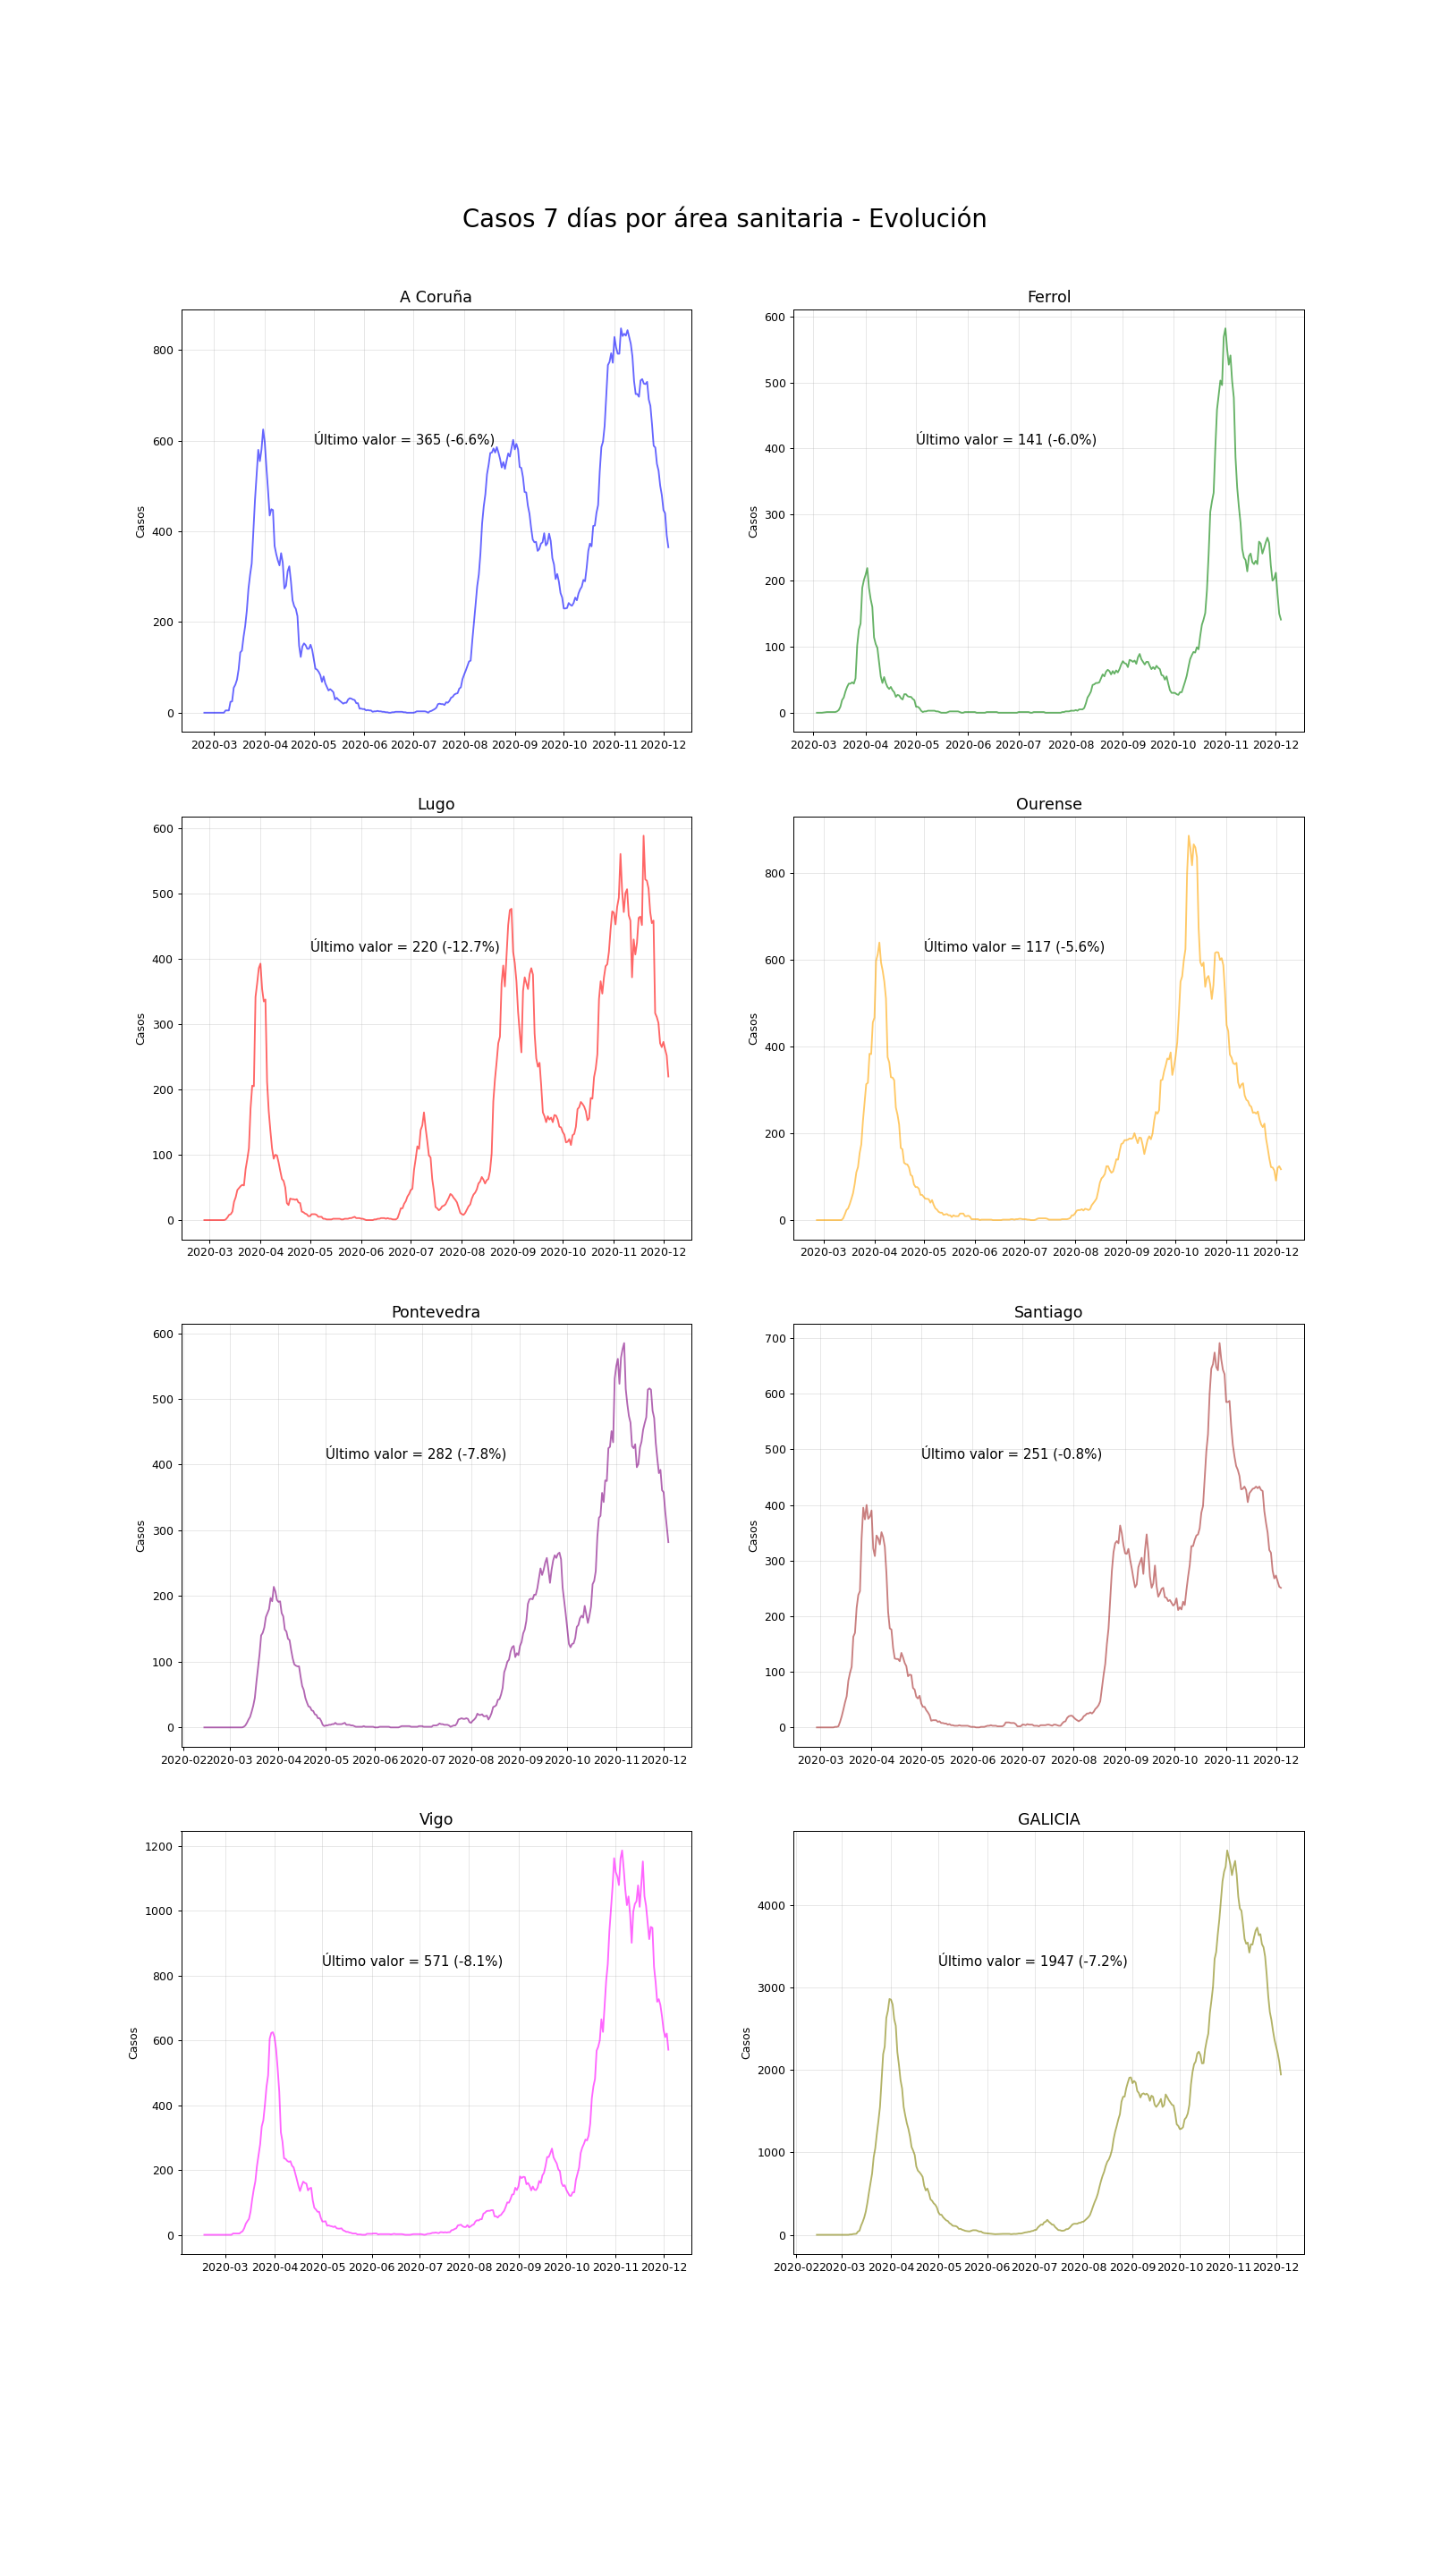 Casos 7 días por área sanitaria - Evolución
A Coruña
800
600
400
200
0
Casos
Último valor = 365 (-6.6%)
2020-03 2020-04 2020-05 2020-06 2020-07 2020-08 2020-09 2020-10 2020-11 2020-12
Ferrol
600
500
400
300
200
100
0
Casos
Último valor = 141 (-6.0%)
2020-03 2020-04 2020-05 2020-06 2020-07 2020-08 2020-09 2020-10 2020-11 2020-12
Lugo
600
500
400
300
200
100
0
Casos
Último valor = 220 (-12.7%)
2020-03 2020-04 2020-05 2020-06 2020-07 2020-08 2020-09 2020-10 2020-11 2020-12
Ourense
800
600
400
200
0
Casos
Último valor = 117 (-5.6%)
2020-03 2020-04 2020-05 2020-06 2020-07 2020-08 2020-09 2020-10 2020-11 2020-12
Pontevedra
600
500
400
300
200
100
0
Casos
Último valor = 282 (-7.8%)
2020-02 2020-03 2020-04 2020-05 2020-06 2020-07 2020-08 2020-09 2020-10 2020-11 2020-12
Santiago
700
600
500
400
300
200
100
0
Casos
Último valor = 251 (-0.8%)
2020-03 2020-04 2020-05 2020-06 2020-07 2020-08 2020-09 2020-10 2020-11 2020-12
Vigo
1200
1000
800
600
400
200
0
Casos
Último valor = 571 (-8.1%)
2020-03 2020-04 2020-05 2020-06 2020-07 2020-08 2020-09 2020-10 2020-11 2020-12
GALICIA
4000
3000
2000
1000
0
Casos
Último valor = 1947 (-7.2%)
2020-02 2020-03 2020-04 2020-05 2020-06 2020-07 2020-08 2020-09 2020-10 2020-11 2020-12